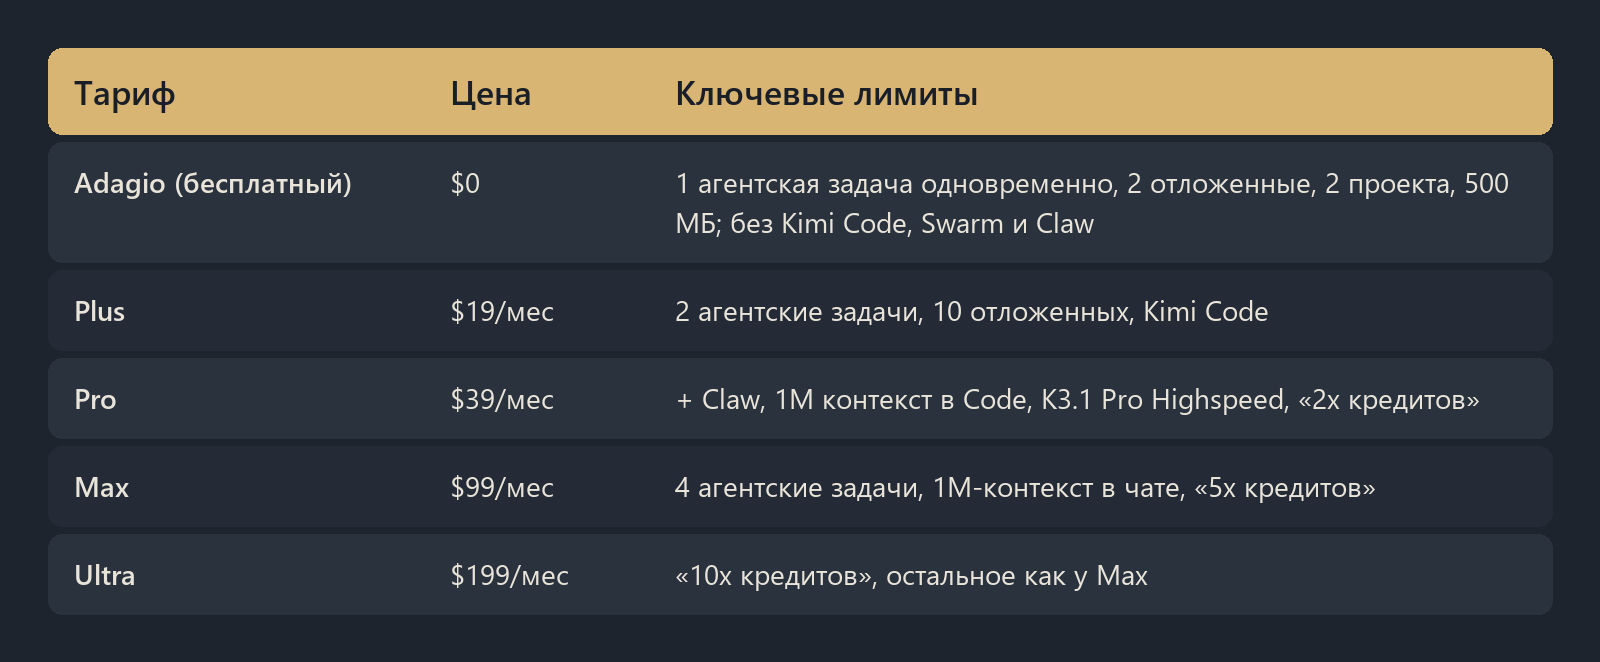 Тариф Цена Ключевые лимиты
Adagio (бесплатный) $0 1 агентская задача одновременно, 2 отложенные, 2 проекта, 500
МБ; без Kimi Code, Swarm и Claw
Plus $19/мес 2 агентские задачи, 10 отложенных, Kimi Code
Pro $39/мес + Claw, 1M контекст в Code, K3.1 Pro Highspeed, «2x кредитов»
Max $99/мес 4 агентские задачи, 1M-контекст в чате, «5x кредитов»
Ultra $199/мес «10x кредитов», остальное как у Max